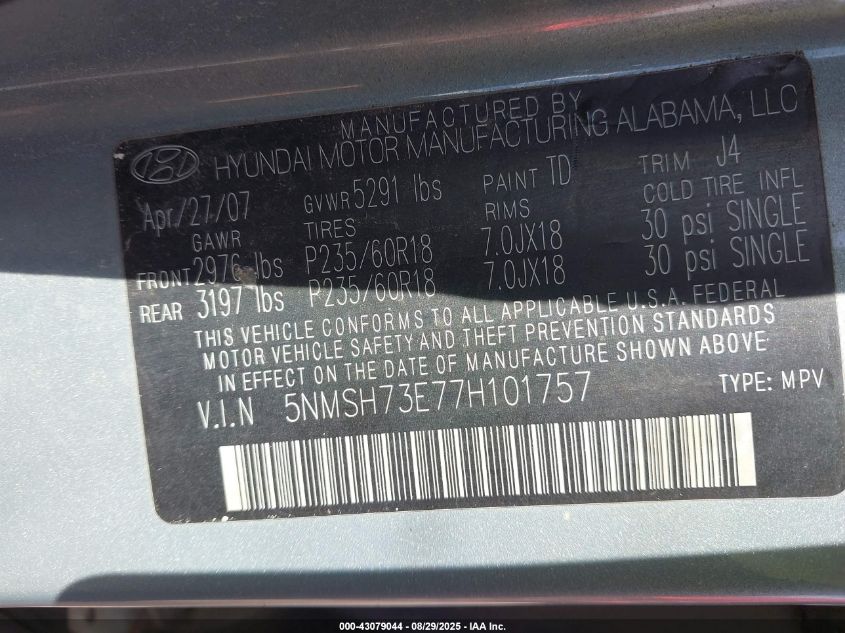 MANUFACTURED BY
HYUNDAI MOTOR MANUFACTURING ALABAMA, LLC
Apr/27/07 GVWR 5291 lbs PAINT TD TRIM J4
GAWR TIRES RIMS COLD TIRE INFL
FRONT 2976 lbs P235/60R18 7.0JX18 30 psi SINGLE
REAR 3197 lbs P235/60R18 7.0JX18 30 psi SINGLE
THIS VEHICLE CONFORMS TO ALL APPLICABLE U.S.A. FEDERAL
MOTOR VEHICLE SAFETY AND THEFT PREVENTION STANDARDS
IN EFFECT ON THE DATE OF MANUFACTURE SHOWN ABOVE
V.I.N 5NMSH73E77H101757 TYPE: MPV
000-43079044 - 08/29/2025 - IAA Inc.